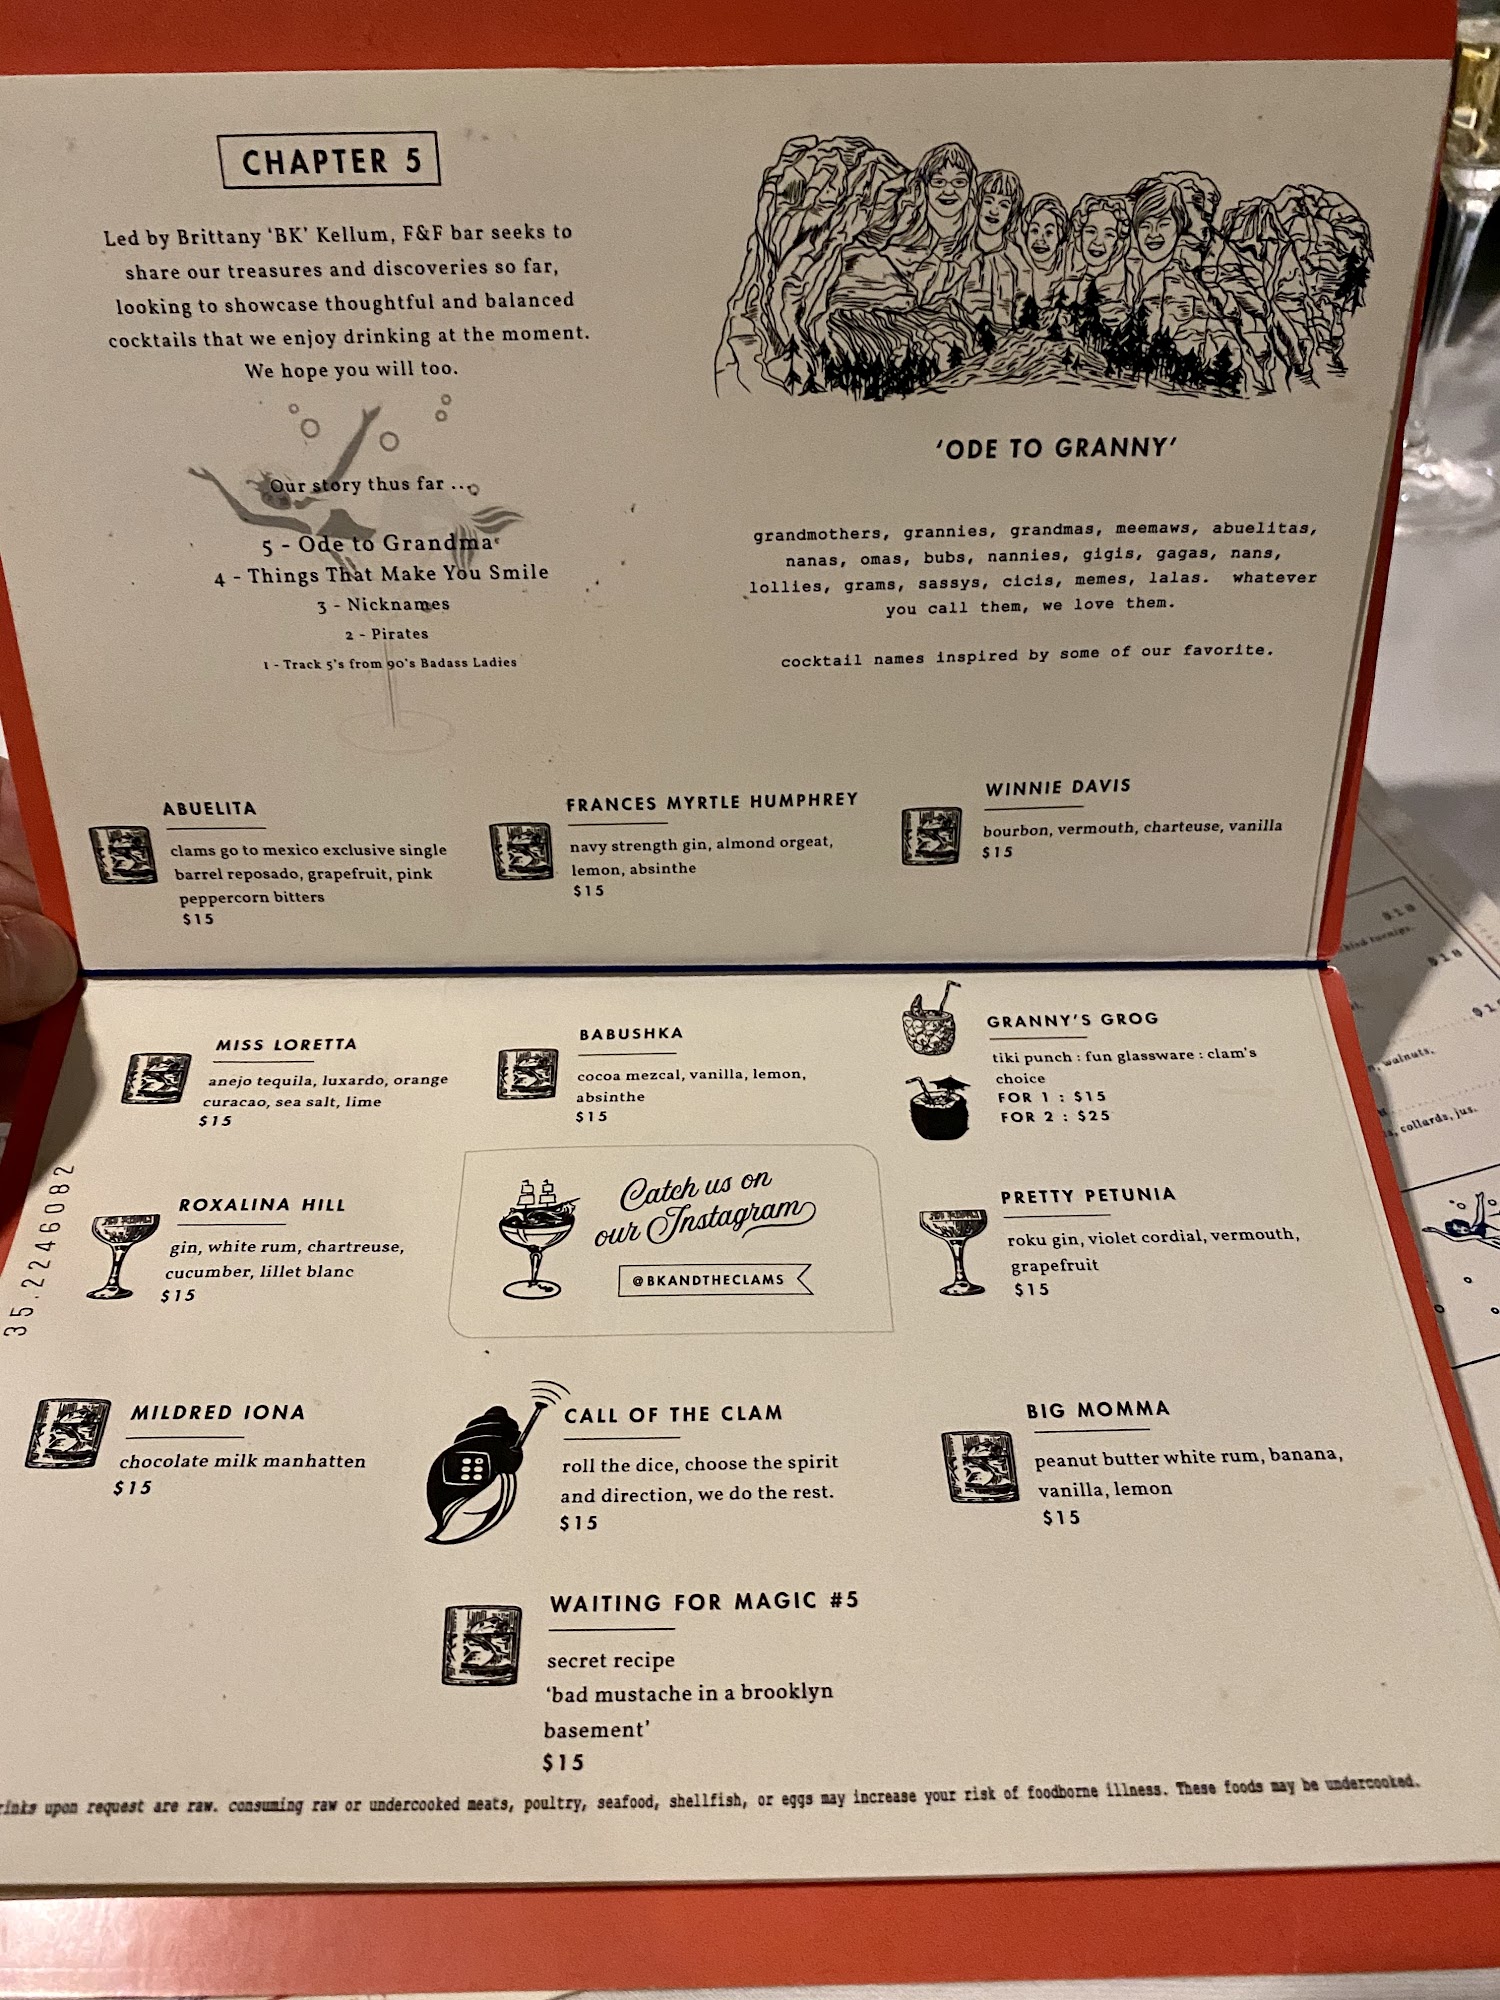 CHAPTER 5
Led by Brittany ‘BK’ Kellum, F&F bar seeks to
share our treasures and discoveries so far,
looking to showcase thoughtful and balanced
cocktails that we enjoy drinking at the moment.
We hope you will too.
Our story thus far ...
5 - Ode to Grandma
4 - Things That Make You Smile
3 - Nicknames
2 - Pirates
1 - Track 5's from 90's Badass Ladies
‘ODE TO GRANNY’
grandmothers, grannies, grandmas, meemaws, abuelitas,
nanas, omas, bubs, nannies, gigis, gagas, nans,
lollies, grams, sassys, cicis, memes, lalas. whatever
you call them, we love them.
cocktail names inspired by some of our favorite.
ABUELITA
clams go to mexico exclusive single
barrel reposado, grapefruit, pink
peppercorn bitters
$15
FRANCES MYRTLE HUMPHREY
navy strength gin, almond orgeat,
lemon, absinthe
$15
WINNIE DAVIS
bourbon, vermouth, charteuse, vanilla
$15
MISS LORETTA
anejo tequila, luxardo, orange
curacao, sea salt, lime
$15
BABUSHKA
cocoa mezcal, vanilla, lemon,
absinthe
$15
GRANNY'S GROG
tiki punch : fun glassware : clam's
choice
FOR 1 : $15
FOR 2 : $25
ROXALINA HILL
gin, white rum, chartreuse,
cucumber, lillet blanc
$15
Catch us on
our Instagram
@BKANDTHECLAMS
PRETTY PETUNIA
roku gin, violet cordial, vermouth,
grapefruit
$15
35.2246082
MILDRED IONA
chocolate milk manhatten
$15
CALL OF THE CLAM
roll the dice, choose the spirit
and direction, we do the rest.
$15
BIG MOMMA
peanut butter white rum, banana,
vanilla, lemon
$15
WAITING FOR MAGIC #5
secret recipe
‘bad mustache in a brooklyn
basement’
$15
upon request are raw. consuming raw or undercooked meats, poultry, seafood, shellfish, or eggs may increase your risk of foodborne illness. These foods may be undercooked.
$18
turnips.
$18
walnuts,
collards, jus.